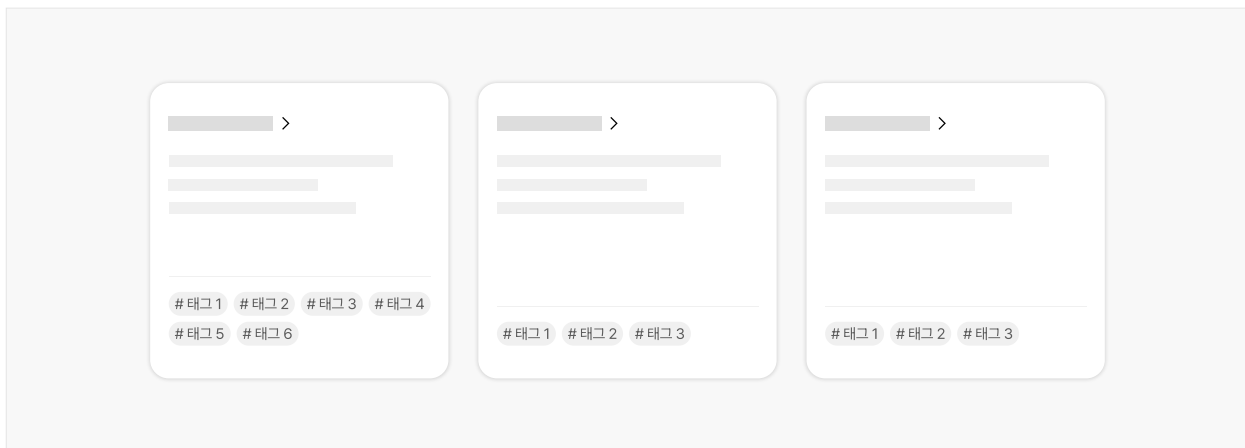 # 태그 1 # 태그 2 # 태그 3 # 태그 4
# 태그 5 # 태그 6
# 태그 1 # 태그 2 # 태그 3
# 태그 1 # 태그 2 # 태그 3